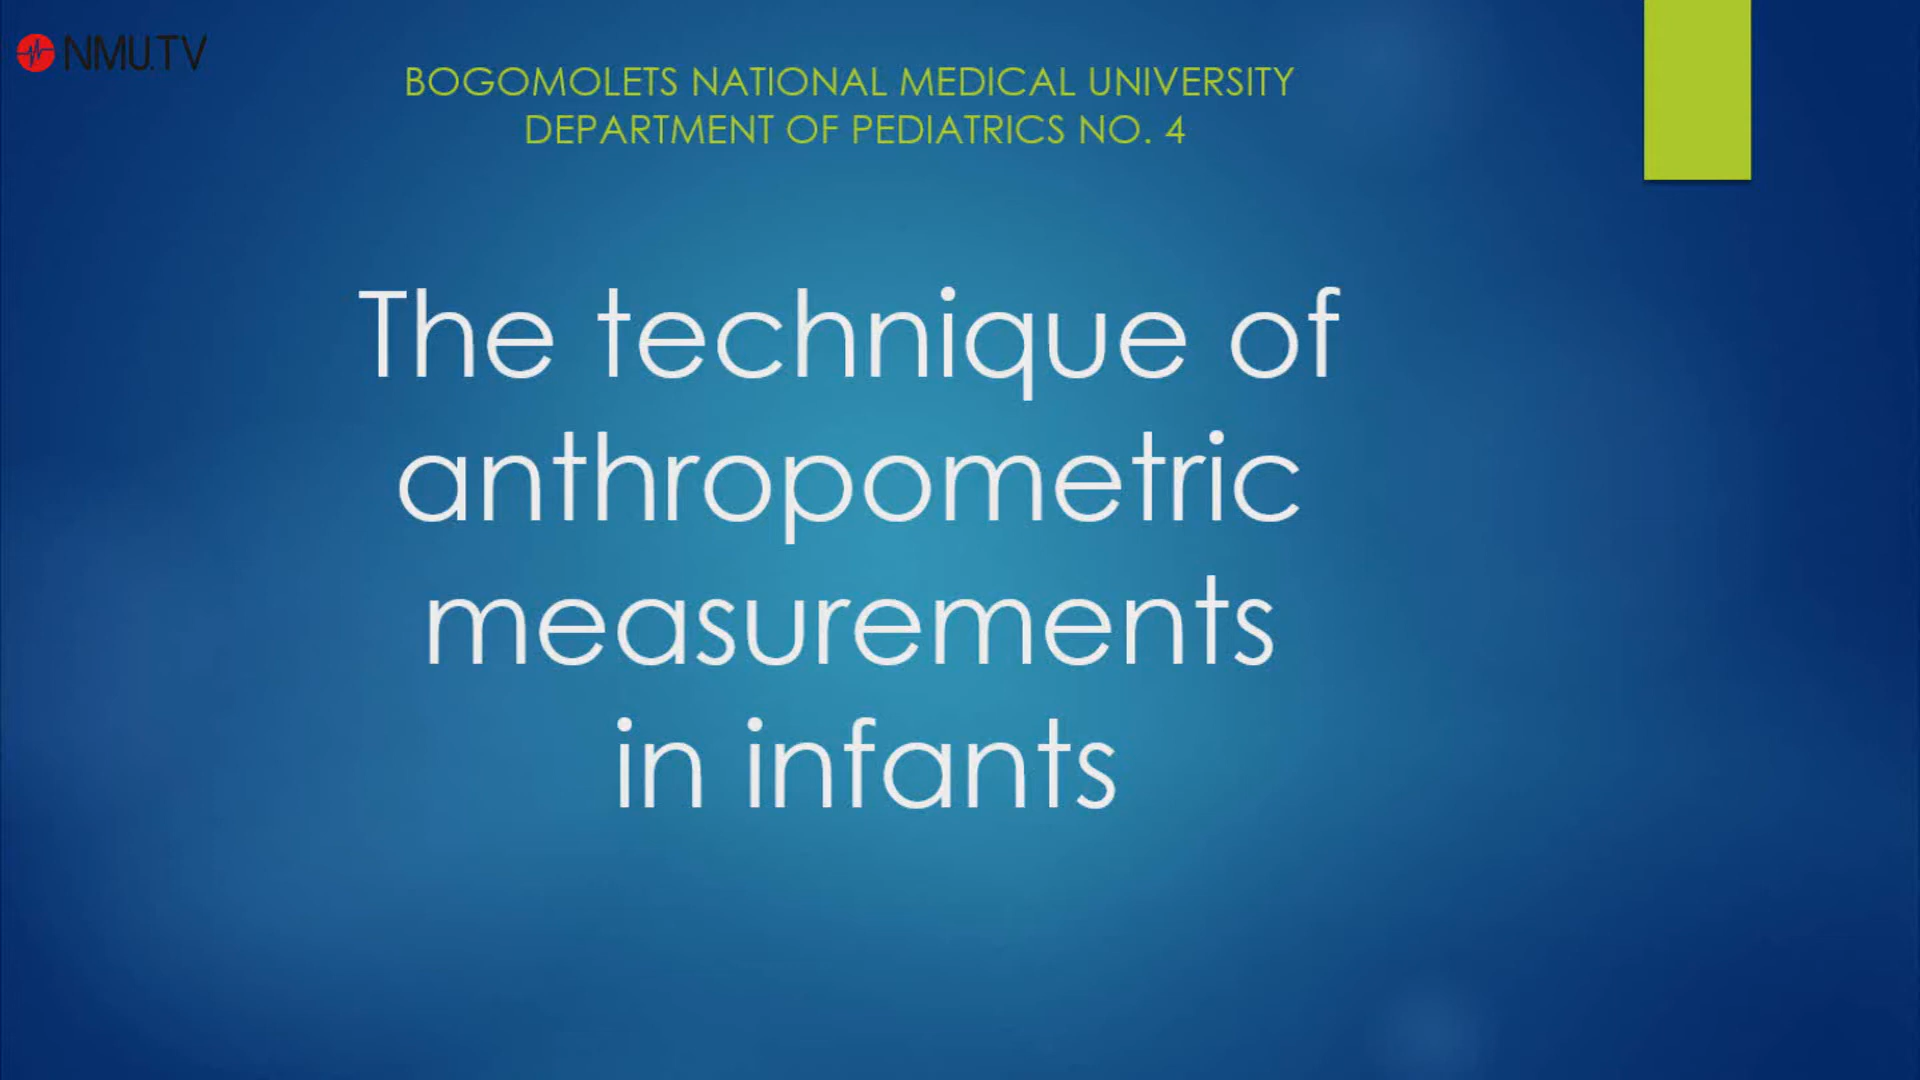 NMU.TV
BOGOMOLETS NATIONAL MEDICAL UNIVERSITY
DEPARTMENT OF PEDIATRICS NO. 4
The technique of
anthropometric
measurements
in infants